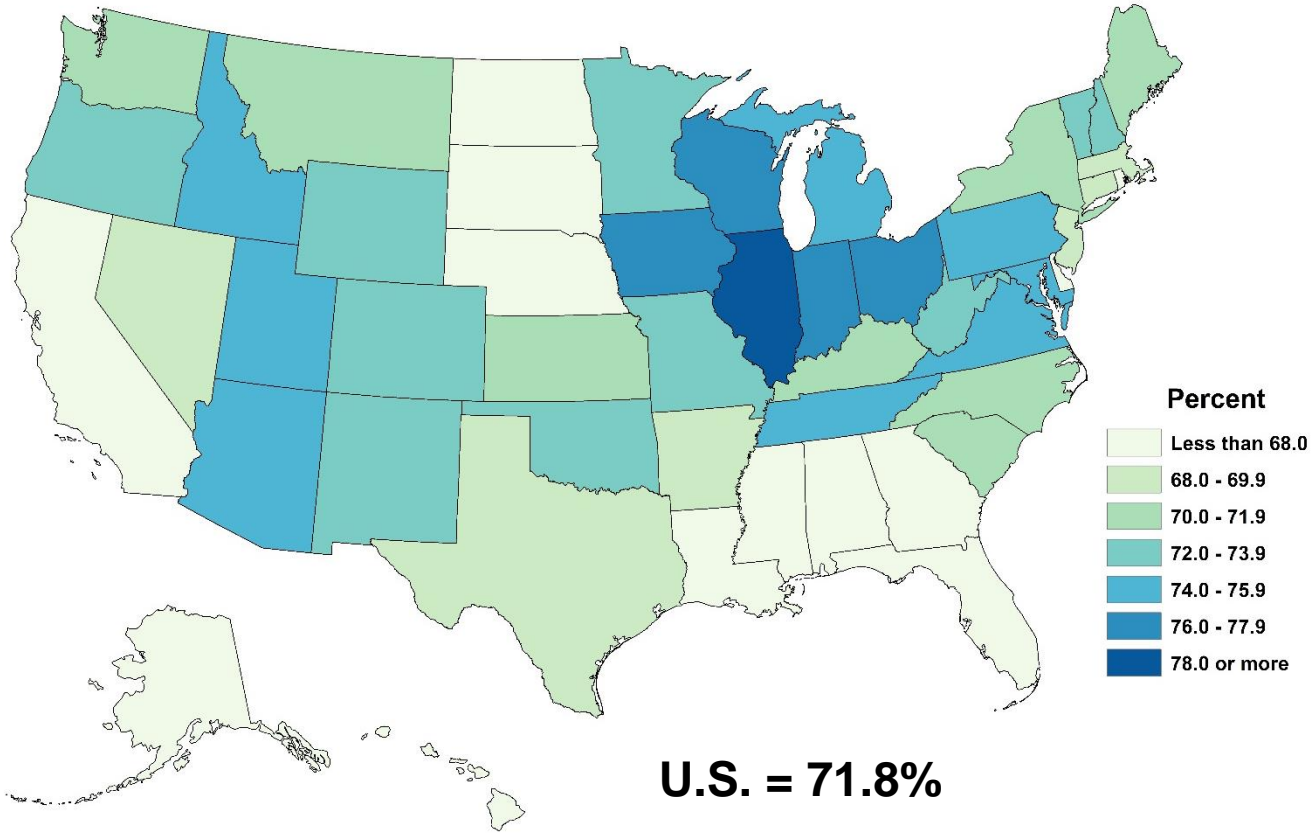 Percent
Less than 68.0
68.0 - 69.9
70.0 - 71.9
72.0 - 73.9
74.0 - 75.9
76.0 - 77.9
78.0 or more
U.S. = 71.8%